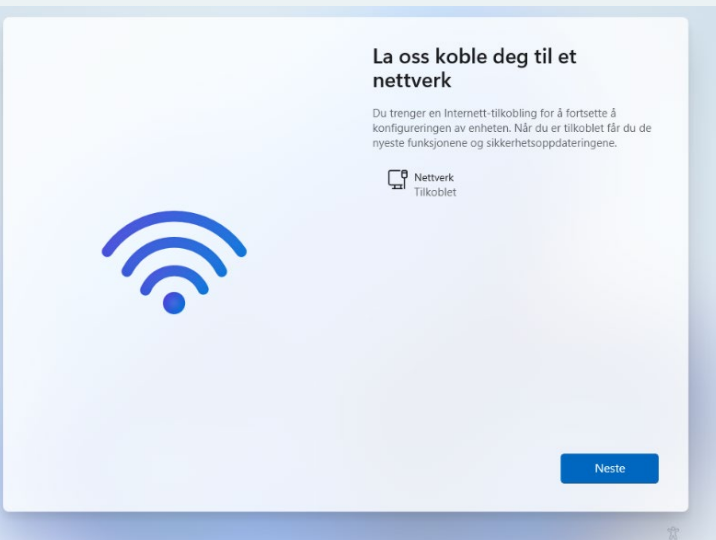 La oss koble deg til et
nettverk
Du trenger en Internett-tilkobling for å fortsette å
konfigureringen av enheten. Når du er tilkoblet får du de
nyeste funksjonene og sikkerhetsoppdateringene.
Nettverk
Tilkoblet
Neste